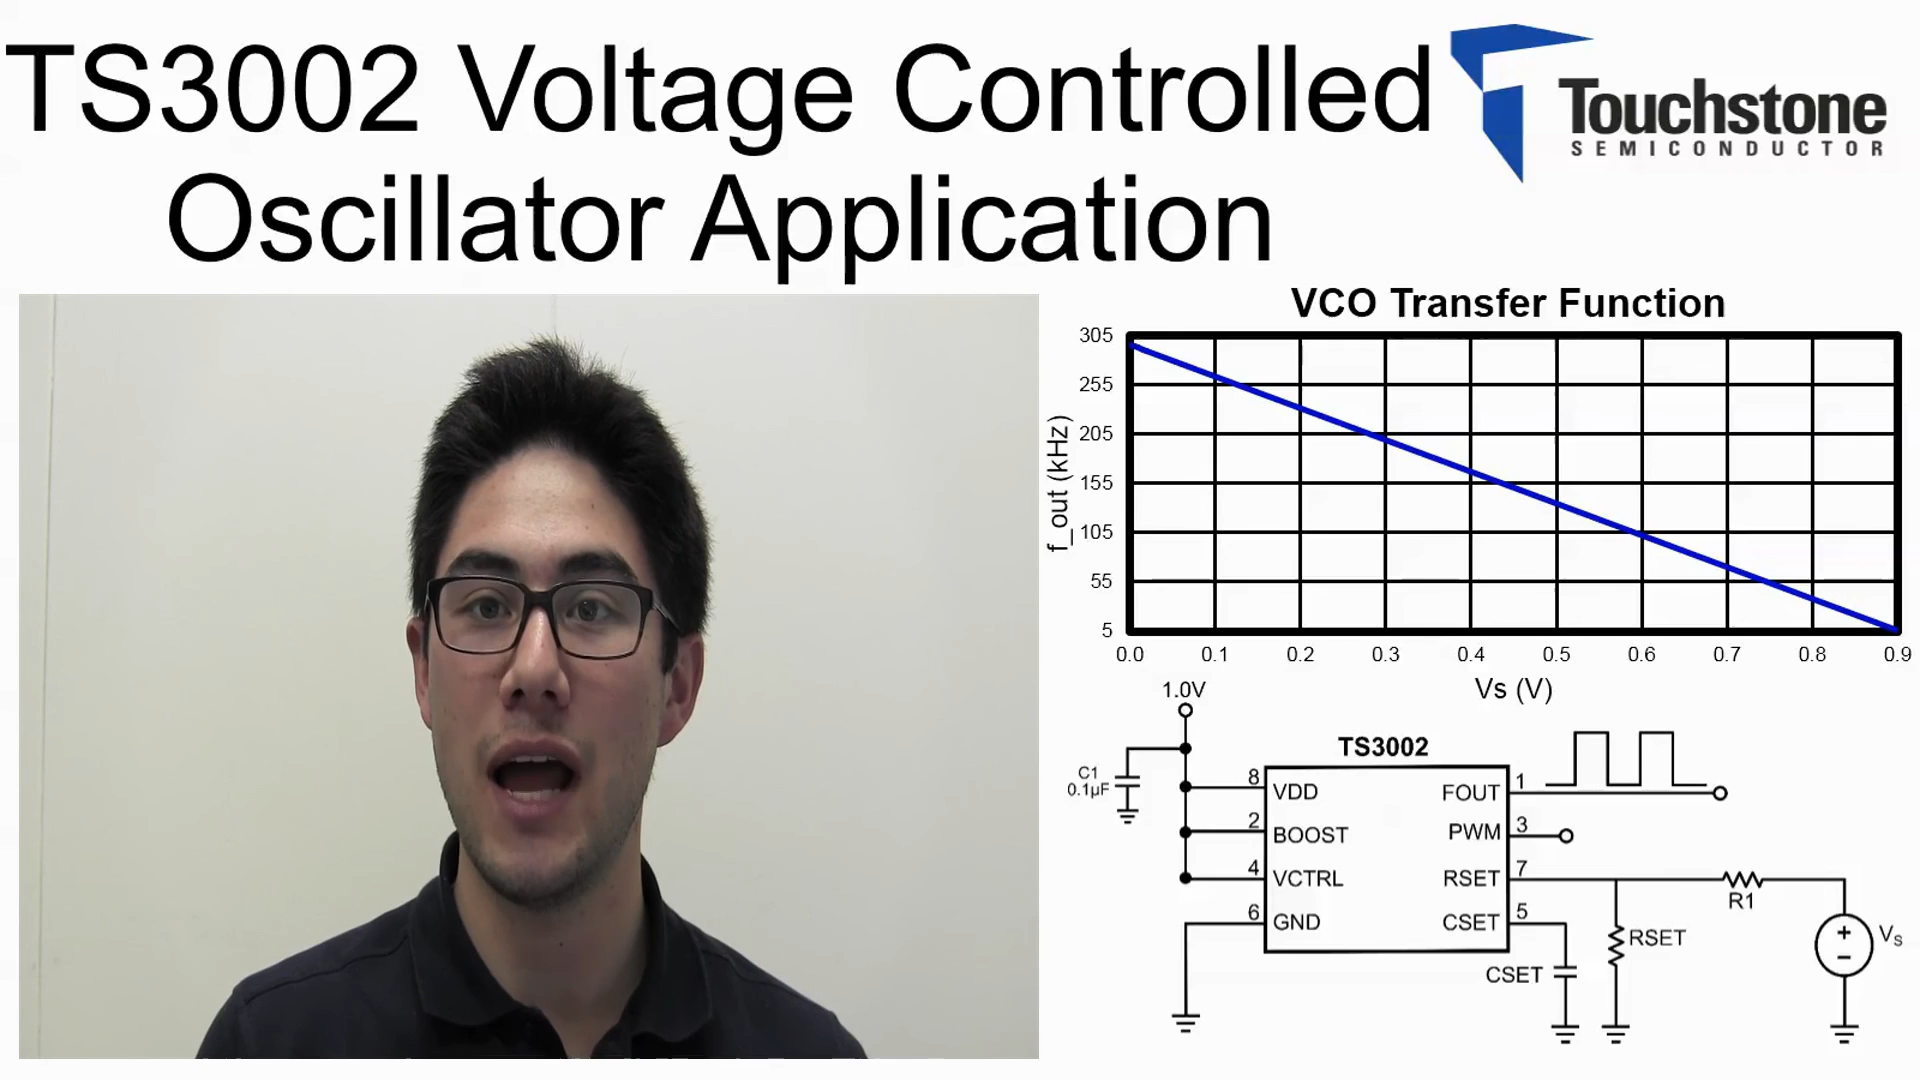 TS3002 Voltage Controlled
Oscillator Application
Touchstone
SEMICONDUCTOR
VCO Transfer Function
305
255
205
155
105
55
5
f_out (kHz)
0.0 0.1 0.2 0.3 0.4 0.5 0.6 0.7 0.8 0.9
Vs (V)
1.0V
C1
0.1µF
TS3002
8 VDD
2 BOOST
4 VCTRL
6 GND
FOUT 1
PWM 3
RSET 7
CSET 5
R1
RSET
CSET
+
−
VS